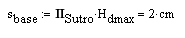 s_base := Π_Sutro·H_dmax = 2·cm